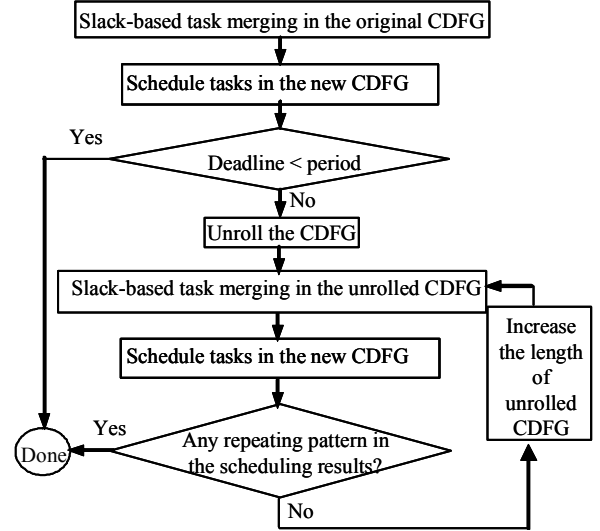 Slack-based task merging in the original CDFG
Schedule tasks in the new CDFG
Yes
Deadline < period
No
Unroll the CDFG
Slack-based task merging in the unrolled CDFG
Increase
the length
of
unrolled
CDFG
Schedule tasks in the new CDFG
Yes
Any repeating pattern in
the scheduling results?
Done
No